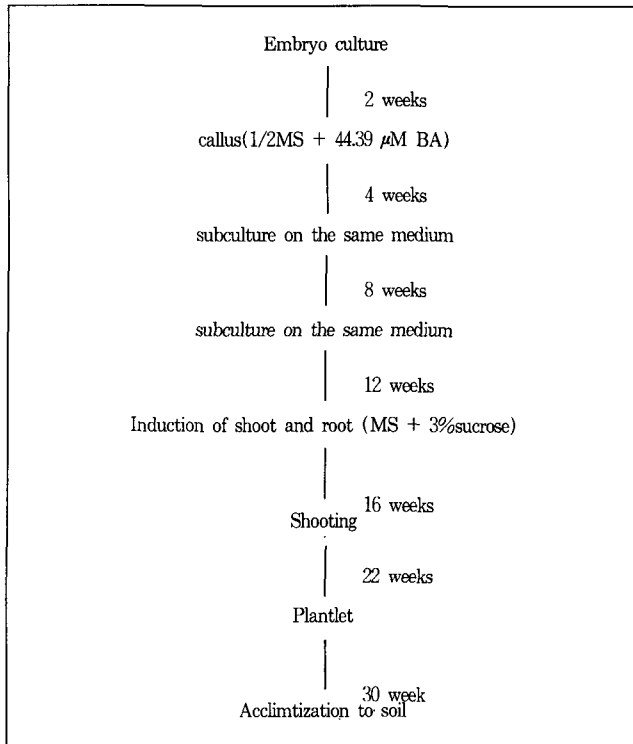 Embryo culture
2 weeks
callus(1/2MS + 44.39 μM BA)
4 weeks
subculture on the same medium
8 weeks
subculture on the same medium
12 weeks
Induction of shoot and root (MS + 3%sucrose)
16 weeks
Shooting
22 weeks
Plantlet
30 week
Acclimtization to soil